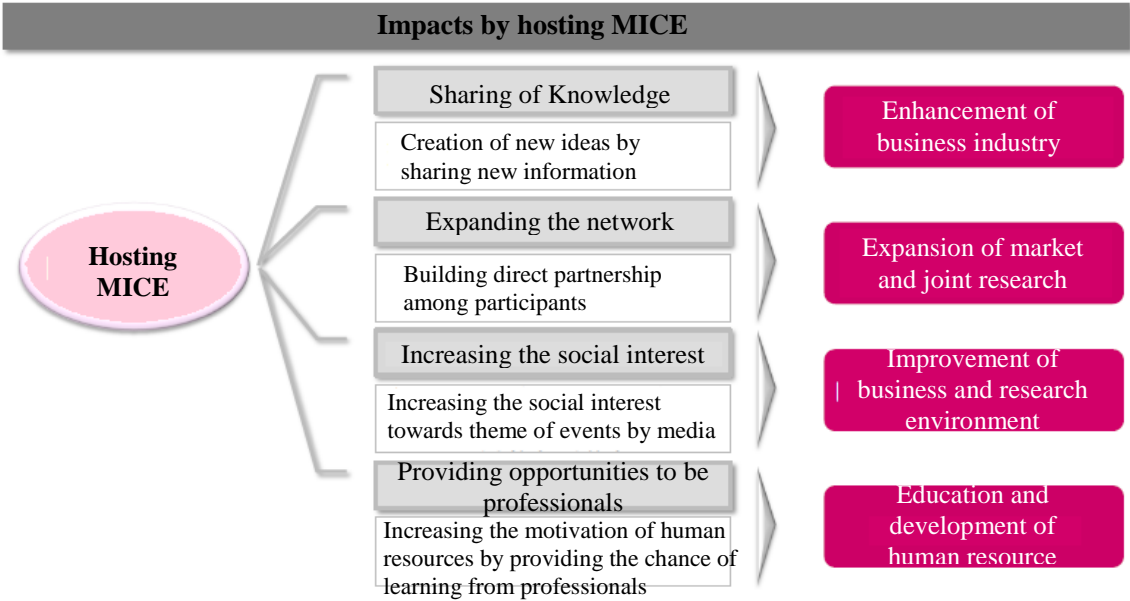 Impacts by hosting MICE
Hosting
MICE
Sharing of Knowledge
Creation of new ideas by
sharing new information
Enhancement of
business industry
Expanding the network
Building direct partnership
among participants
Expansion of market
and joint research
Increasing the social interest
Increasing the social interest
towards theme of events by media
Improvement of
business and research
environment
Providing opportunities to be
professionals
Increasing the motivation of human
resources by providing the chance of
learning from professionals
Education and
development of
human resource